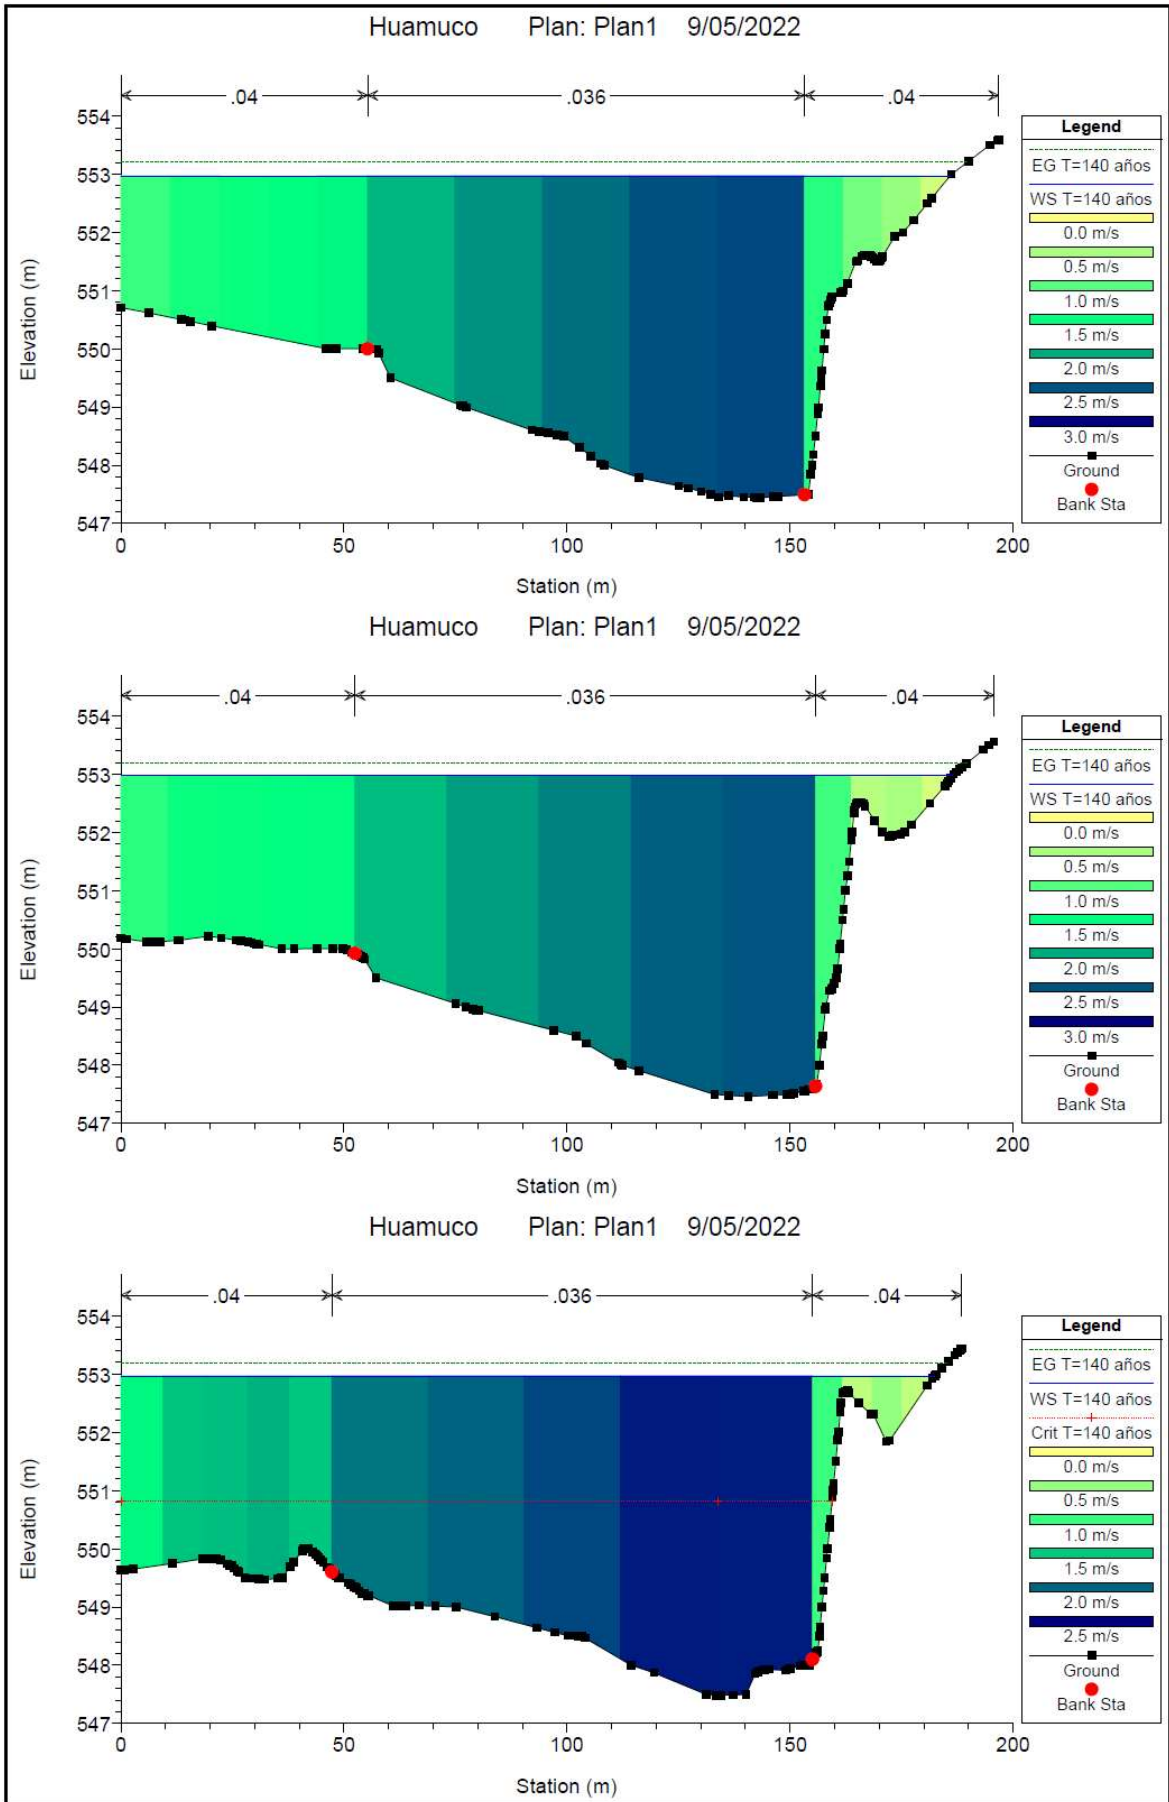 Huamuco Plan: Plan1 9/05/2022
.04 .036 .04
554
553
552
551
550
549
548
547
Elevation (m)
0 50 100 150 200
Station (m)
Legend
EG T=140 años
WS T=140 años
0.0 m/s
0.5 m/s
1.0 m/s
1.5 m/s
2.0 m/s
2.5 m/s
3.0 m/s
Ground
Bank Sta
Huamuco Plan: Plan1 9/05/2022
.04 .036 .04
554
553
552
551
550
549
548
547
Elevation (m)
0 50 100 150 200
Station (m)
Legend
EG T=140 años
WS T=140 años
0.0 m/s
0.5 m/s
1.0 m/s
1.5 m/s
2.0 m/s
2.5 m/s
3.0 m/s
Ground
Bank Sta
Huamuco Plan: Plan1 9/05/2022
.04 .036 .04
554
553
552
551
550
549
548
547
Elevation (m)
0 50 100 150 200
Station (m)
Legend
EG T=140 años
WS T=140 años
Crit T=140 años
0.0 m/s
0.5 m/s
1.0 m/s
1.5 m/s
2.0 m/s
2.5 m/s
Ground
Bank Sta